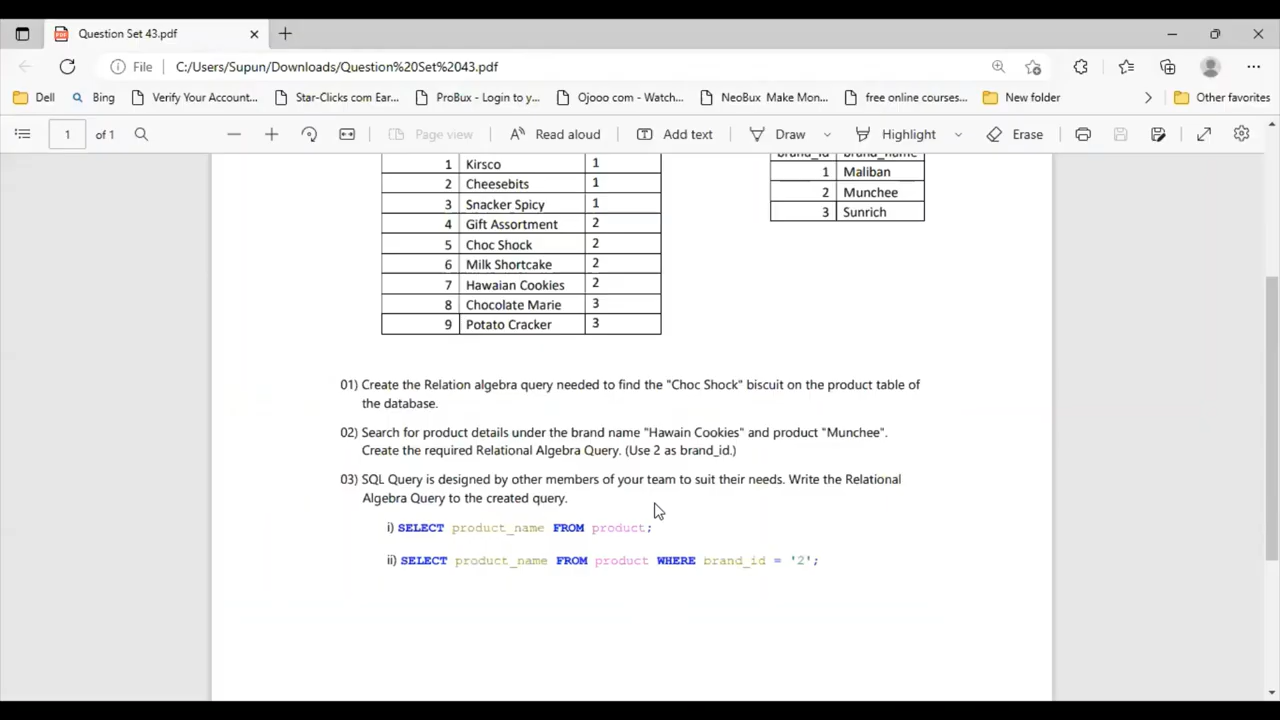 Question Set 43.pdf
File C:/Users/Supun/Downloads/Question%20Set%2043.pdf
Dell Bing Verify Your Account... Star-Clicks com Ear... ProBux - Login to y... Ojooo com - Watch... NeoBux Make Mon... free online courses... New folder Other favorites
1 of 1 Page view Read aloud Add text Draw Highlight Erase
brand_id brand_name
1 Kirsco 1
1 Maliban
2 Cheesebits 1
2 Munchee
3 Snacker Spicy 1
3 Sunrich
4 Gift Assortment 2
5 Choc Shock 2
6 Milk Shortcake 2
7 Hawaian Cookies 2
8 Chocolate Marie 3
9 Potato Cracker 3
01) Create the Relation algebra query needed to find the "Choc Shock" biscuit on the product table of
the database.
02) Search for product details under the brand name "Hawain Cookies" and product "Munchee".
Create the required Relational Algebra Query. (Use 2 as brand_id.)
03) SQL Query is designed by other members of your team to suit their needs. Write the Relational
Algebra Query to the created query.
i) SELECT product_name FROM product;
ii) SELECT product_name FROM product WHERE brand_id = '2';